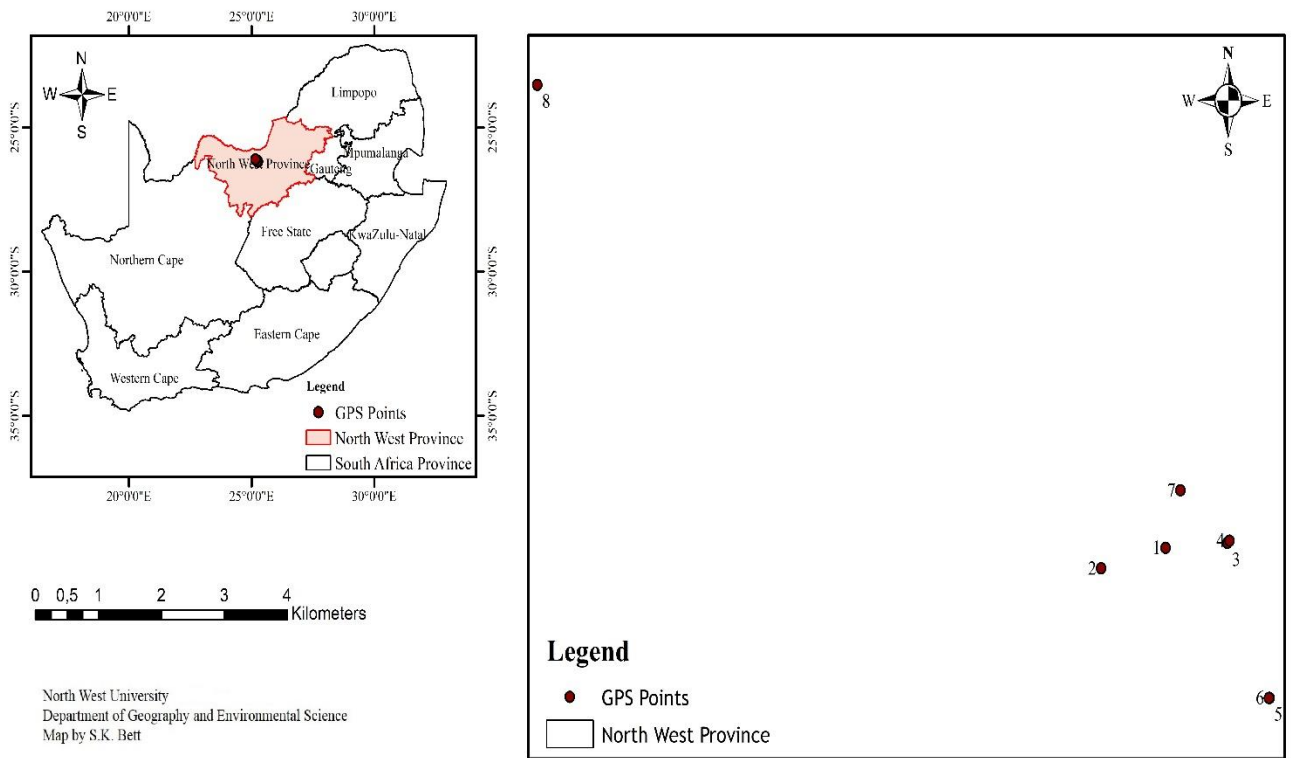 20°0'0"E 25°0'0"E 30°0'0"E
N
W E
S
25°0'0"S
30°0'0"S
35°0'0"S
25°0'0"S
30°0'0"S
35°0'0"S
Limpopo
Mpumalanga
North West Province
Gauteng
Free State
KwaZulu-Natal
Northern Cape
Eastern Cape
Western Cape
Legend
GPS Points
North West Province
South Africa Province
20°0'0"E 25°0'0"E 30°0'0"E
0 0,5 1 2 3 4
Kilometers
North West University
Department of Geography and Environmental Science
Map by S.K. Bett
N
W E
S
8
7
4
1
3
2
6
5
Legend
GPS Points
North West Province